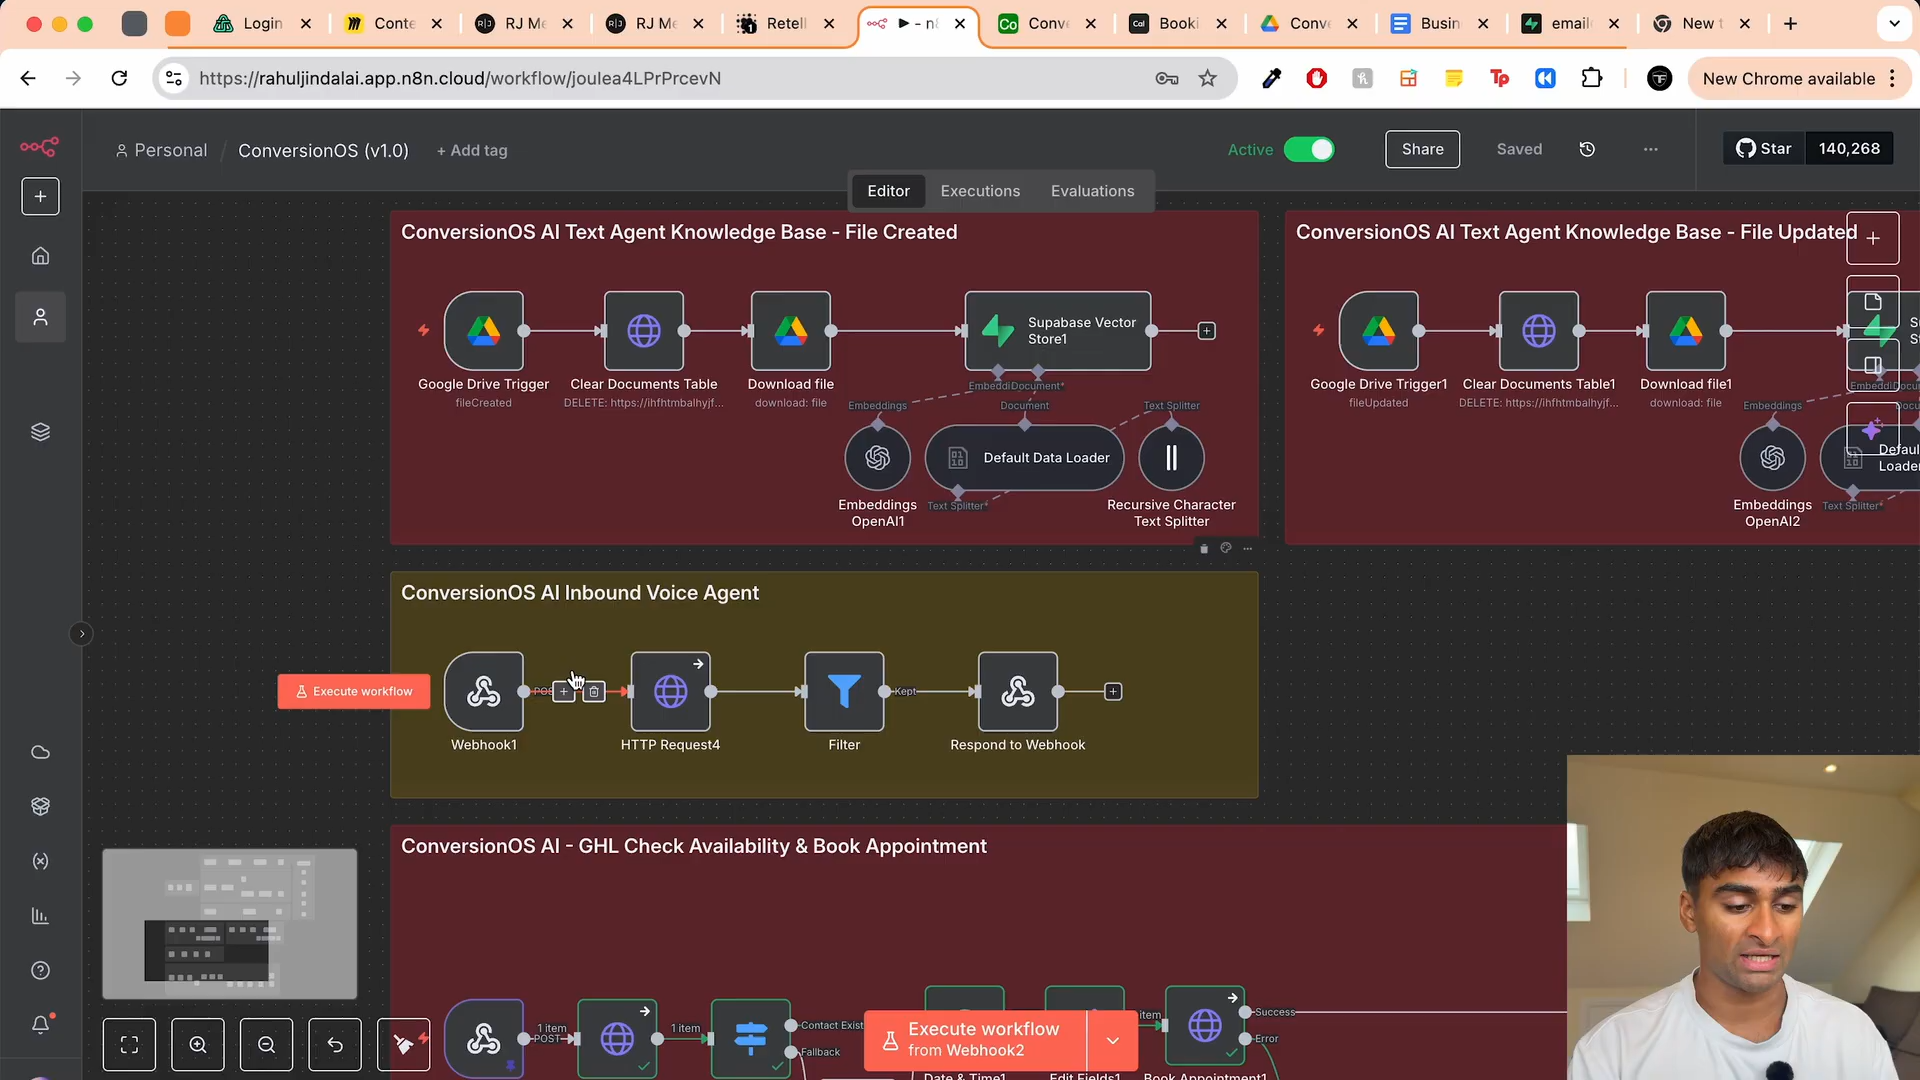 Login
Conte
RJ Me
RJ Me
Retell
- n8
Conv
Booki
Conv
Busin
email
New t
https://rahuljindalai.app.n8n.cloud/workflow/joulea4LPrPrcevN
New Chrome available
Personal / ConversionOS (v1.0) + Add tag
Active
Share
Saved
Star 140,268
Editor Executions Evaluations
ConversionOS AI Text Agent Knowledge Base - File Created
Supabase Vector
Store1
Google Drive Trigger
fileCreated
Clear Documents Table
DELETE: https://ihfhtmbalhyjf...
Download file
download: file
Document*
Embeddings
Document
Text Splitter
Default Data Loader
Embeddings
OpenAI1
Text Splitter*
Recursive Character
Text Splitter
ConversionOS AI Text Agent Knowledge Base - File Updated
Google Drive Trigger1
fileUpdated
Clear Documents Table1
DELETE: https://ihfhtmbalhyjf...
Download file1
download: file
Embeddings
Defaul
Loade
Embeddings
OpenAI2
Text Splitter*
ConversionOS AI Inbound Voice Agent
Execute workflow
Kept
Webhook1
HTTP Request4
Filter
Respond to Webhook
ConversionOS AI - GHL Check Availability & Book Appointment
1 item
POST
1 item
Contact Exist
Fallback
item
Success
Error
Execute workflow
from Webhook2
Date & Time1
Edit Fields1
Book Appointment1